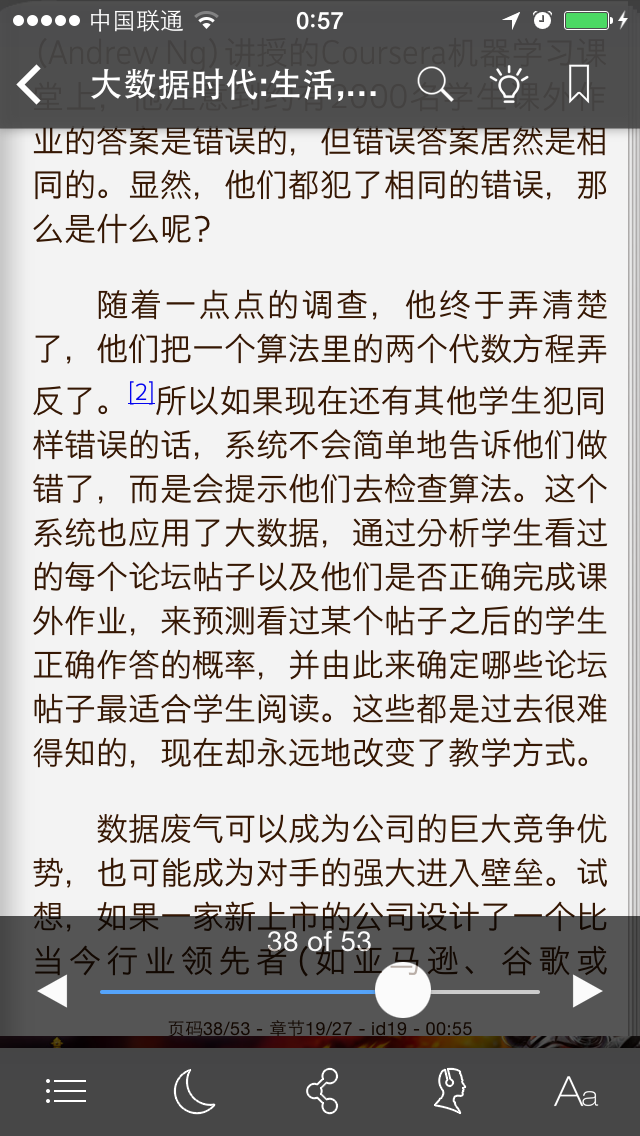 中国联通
0:57
(Andrew Ng)讲授的Coursera机器学习课
大数据时代:生活,...
堂上，他注意到约有2000名学生课外作
业的答案是错误的，但错误答案居然是相
同的。显然，他们都犯了相同的错误，那
么是什么呢？
随着一点点的调查，他终于弄清楚
了，他们把一个算法里的两个代数方程弄
反了。[2]所以如果现在还有其他学生犯同
样错误的话，系统不会简单地告诉他们做
错了，而是会提示他们去检查算法。这个
系统也应用了大数据，通过分析学生看过
的每个论坛帖子以及他们是否正确完成课
外作业，来预测看过某个帖子之后的学生
正确作答的概率，并由此来确定哪些论坛
帖子最适合学生阅读。这些都是过去很难
得知的，现在却永远地改变了教学方式。
数据废气可以成为公司的巨大竞争优
势，也可能成为对手的强大进入壁垒。试
想，如果一家新上市的公司设计了一个比
38 of 53
当今行业领先者(如亚马逊、谷歌或
页码38/53 - 章节19/27 - id19 - 00:55
Aa